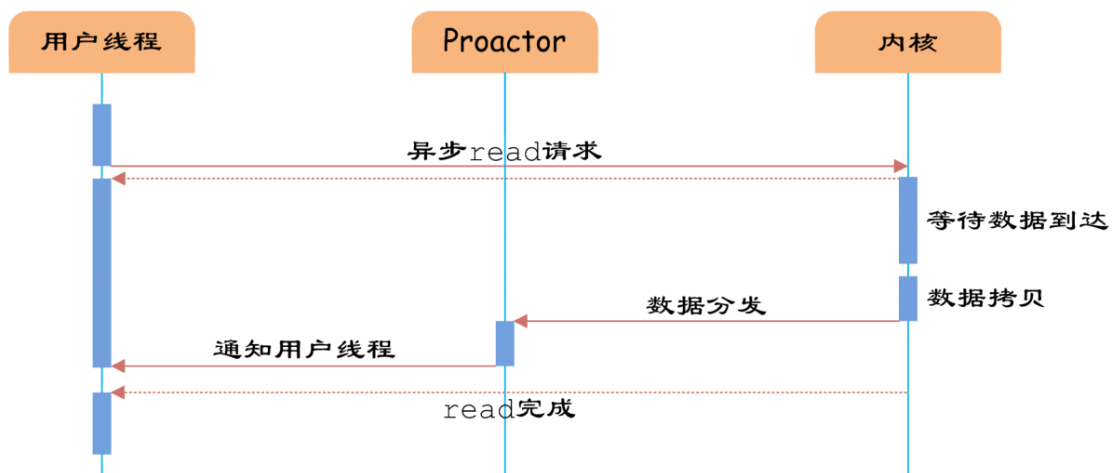 用户线程
Proactor
内核
异步read请求
等待数据到达
数据拷贝
数据分发
通知用户线程
read完成